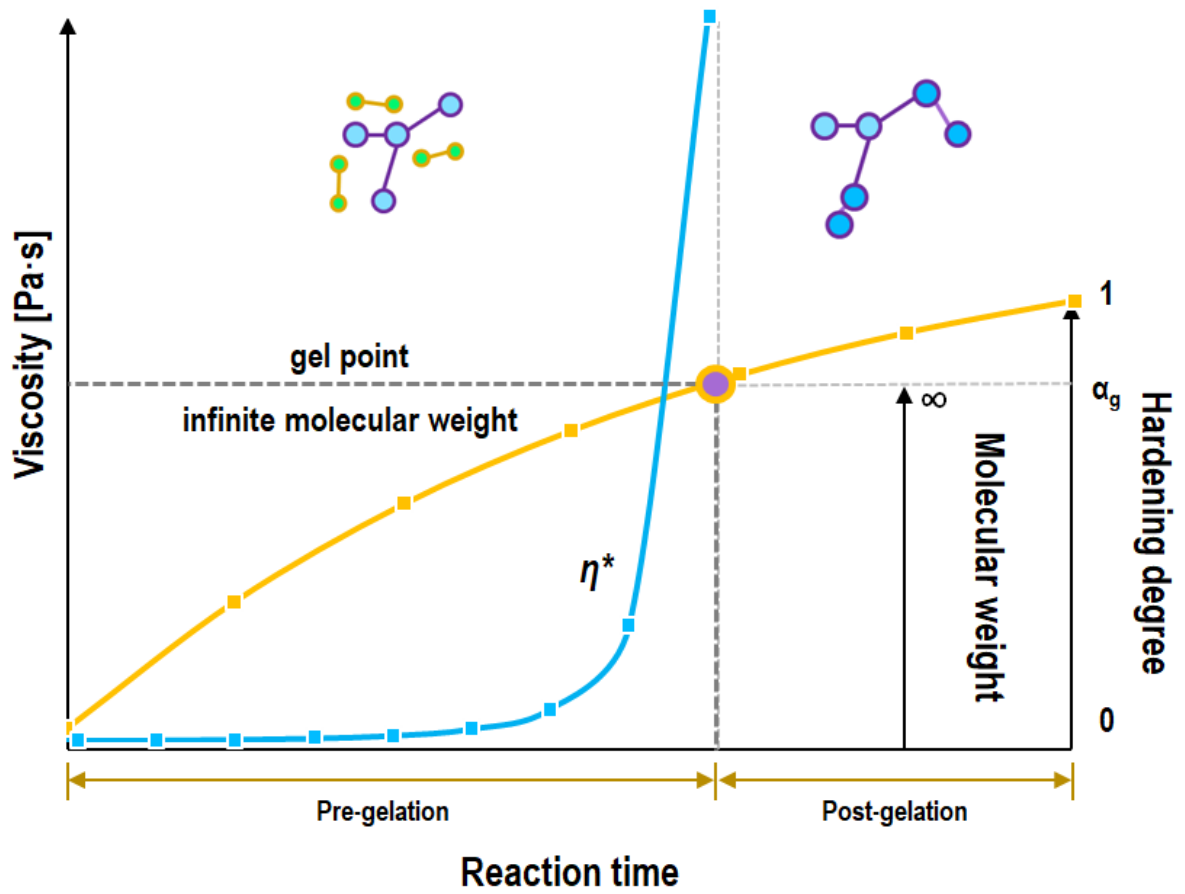 Viscosity [Pa·s]
gel point
infinite molecular weight
η*
∞
Molecular weight
1
αg
0
Hardening degree
Pre-gelation
Post-gelation
Reaction time